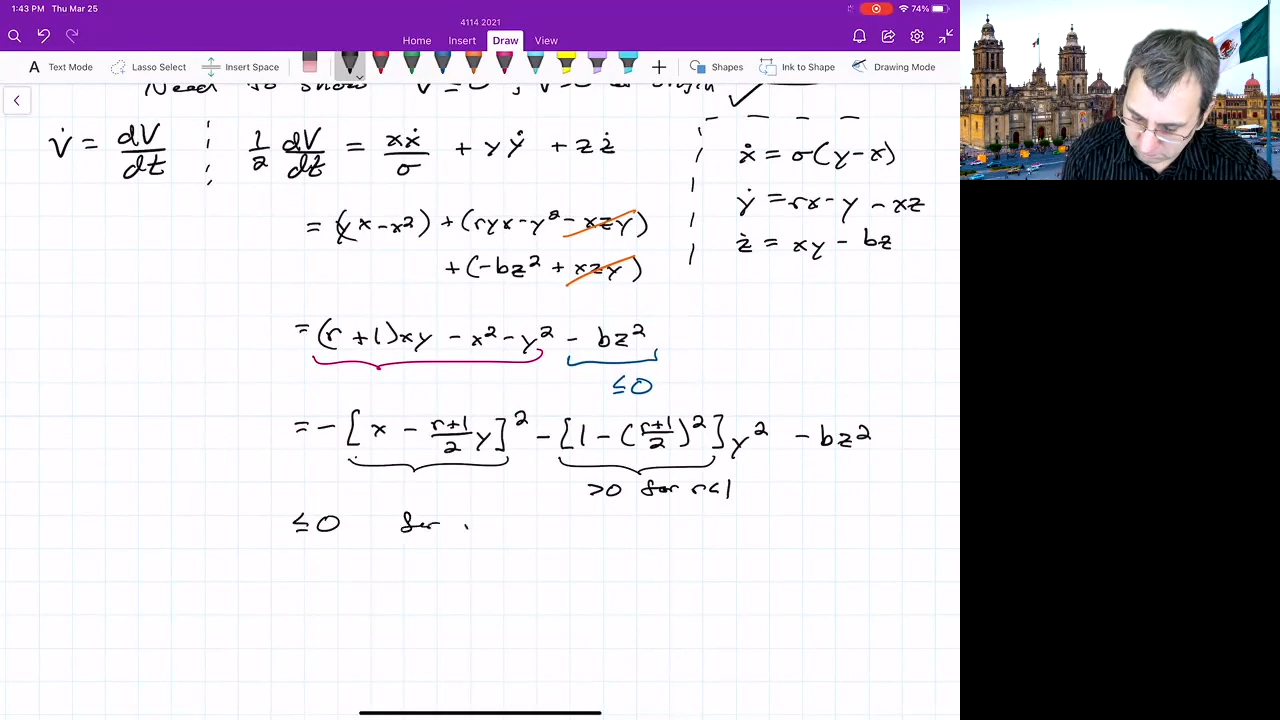 1:43 PM Thu Mar 25
74%
4114 2021
Home Insert Draw View
Text Mode Lasso Select Insert Space Shapes Ink to Shape Drawing Mode
Need to show
V̇ = dV/dt ¦ 1/2 dV/dt = xẋ/σ + yẏ + zż
ẋ = σ(y-x)
ẏ = rx - y - xz
ż = xy - bz
= (yx - x²) + (ryx - y² - xzy)
+ (-bz² + xzy)
= (r+1)xy - x² - y² - bz²
≤0
= - [x - r+1/2 y]² - [1 - (r+1/2)²]y² - bz²
>0 for r<1
≤0 for